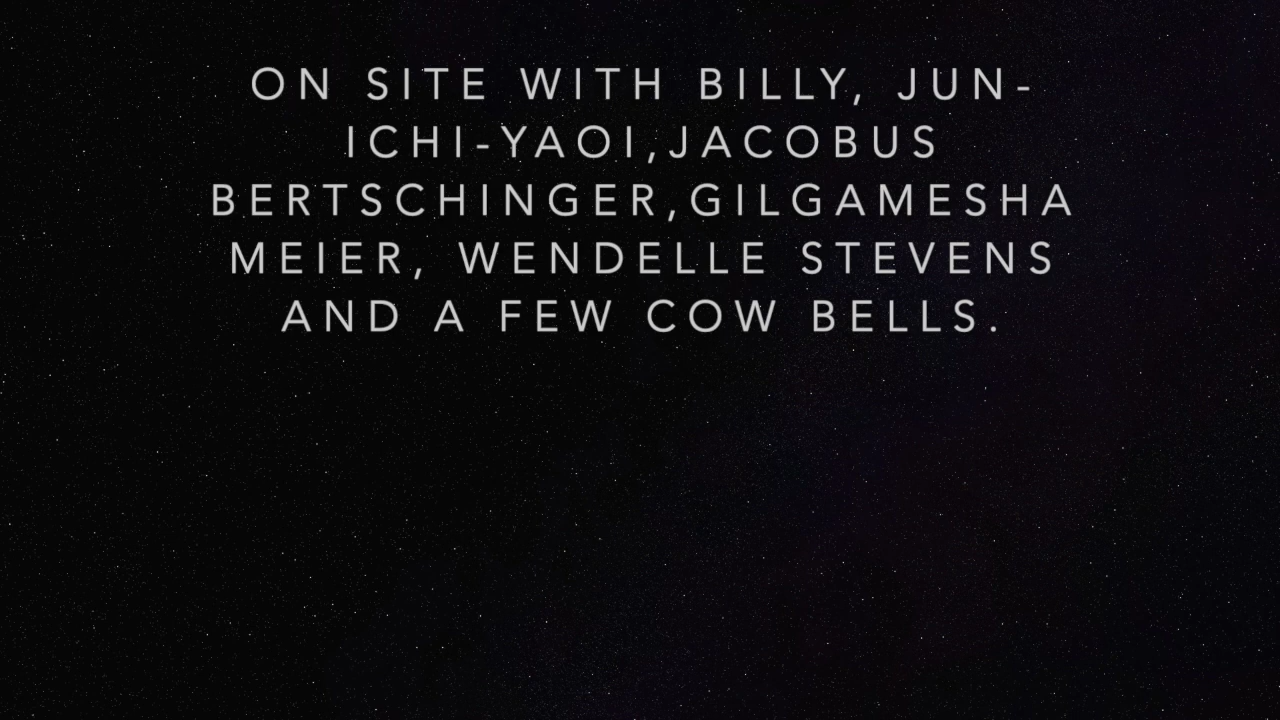 ON SITE WITH BILLY, JUN-
ICHI-YAOI,JACOBUS
BERTSCHINGER,GILGAMESHA
MEIER, WENDELLE STEVENS
AND A FEW COW BELLS.